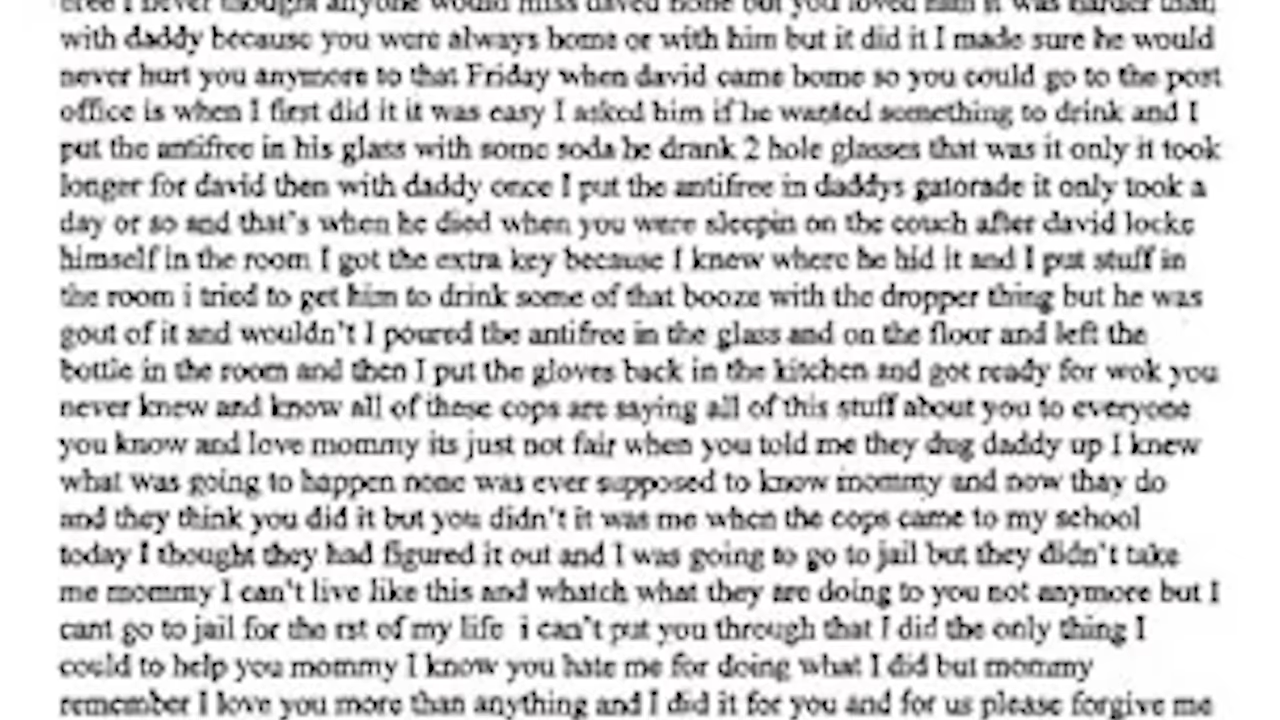 never thought anyone would miss daved none but you loved him it was harder than
with daddy because you were always home or with him but it did it I made sure he would
never hurt you anymore to that Friday when david came home so you could go to the post
office is when I first did it it was easy I asked him if he wanted something to drink and I
put the antifree in his glass with some soda he drank 2 hole glasses that was it only it took
longer for david then with daddy once I put the antifree in daddys gatorade it only took a
day or so and that's when he died when you were sleepin on the couch after david locke
himself in the room I got the extra key because I knew where he hid it and I put stuff in
the room i tried to get him to drink some of that booze with the dropper thing but he was
gout of it and wouldn't I poured the antifree in the glass and on the floor and left the
bottle in the room and then I put the gloves back in the kitchen and got ready for wok you
never knew and know all of these cops are saying all of this stuff about you to everyone
you know and love mommy its just not fair when you told me they dug daddy up I knew
what was going to happen none was ever supposed to know mommy and now thay do
and they think you did it but you didn't it was me when the cops came to my school
today I thought they had figured it out and I was going to go to jail but they didn't take
me mommy I can't live like this and whatch what they are doing to you not anymore but I
cant go to jail for the rst of my life i can't put you through that I did the only thing I
could to help you mommy I know you hate me for doing what I did but mommy
remember I love you more than anything and I did it for you and for us please forgive me